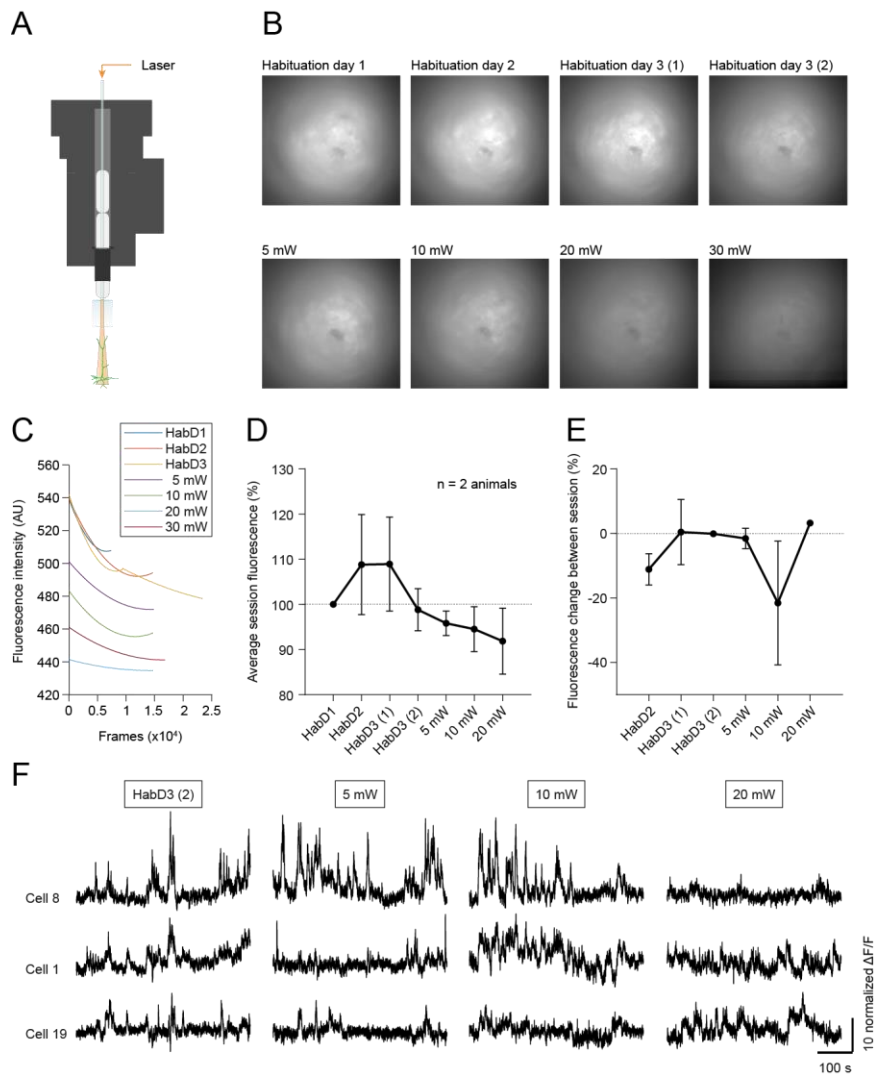 A
Laser
B
Habituation day 1
Habituation day 2
Habituation day 3 (1)
Habituation day 3 (2)
5 mW
10 mW
20 mW
30 mW
C
HabD1
HabD2
HabD3
5 mW
10 mW
20 mW
30 mW
560
540
520
500
480
460
440
420
0
0.5
1
1.5
2
2.5
Fluorescence intensity (AU)
Frames (x10⁴)
D
n = 2 animals
130
120
110
100
90
80
Average session fluorescence (%)
HabD1
HabD2
HabD3 (1)
HabD3 (2)
5 mW
10 mW
20 mW
E
20
0
-20
-40
Fluorescence change between session (%)
HabD2
HabD3 (1)
HabD3 (2)
5 mW
10 mW
20 mW
F
HabD3 (2)
5 mW
10 mW
20 mW
Cell 8
Cell 1
Cell 19
10 normalized ΔF/F
100 s